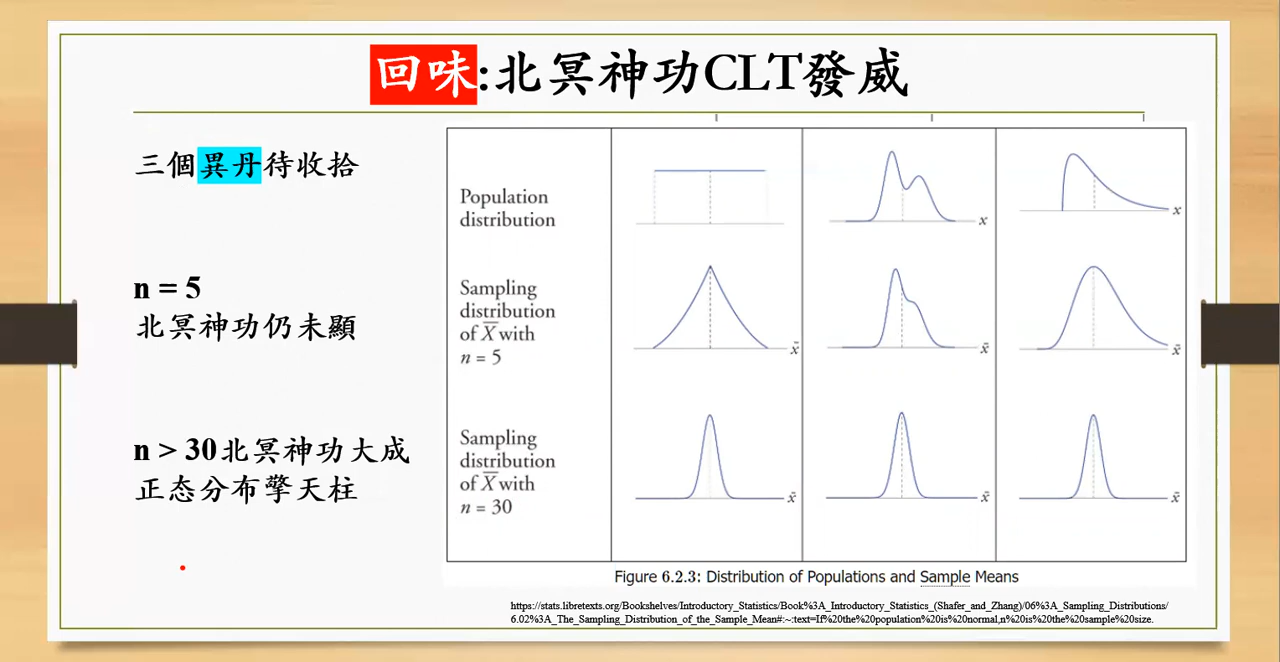 回味:北冥神功CLT發威
三個異丹待收拾
n = 5
北冥神功仍未顯
n > 30北冥神功大成
正态分布擎天柱
Population
distribution
x
x
Sampling
distribution
of X̅ with
n = 5
x̄
x̄
x̄
Sampling
distribution
of X̅ with
n = 30
x̄
x̄
x̄
Figure 6.2.3: Distribution of Populations and Sample Means
https://stats.libretexts.org/Bookshelves/Introductory_Statistics/Book%3A_Introductory_Statistics_(Shafer_and_Zhang)/06%3A_Sampling_Distributions/
6.02%3A_The_Sampling_Distribution_of_the_Sample_Mean#:~:text=If%20the%20population%20is%20normal,n%20is%20the%20sample%20size.